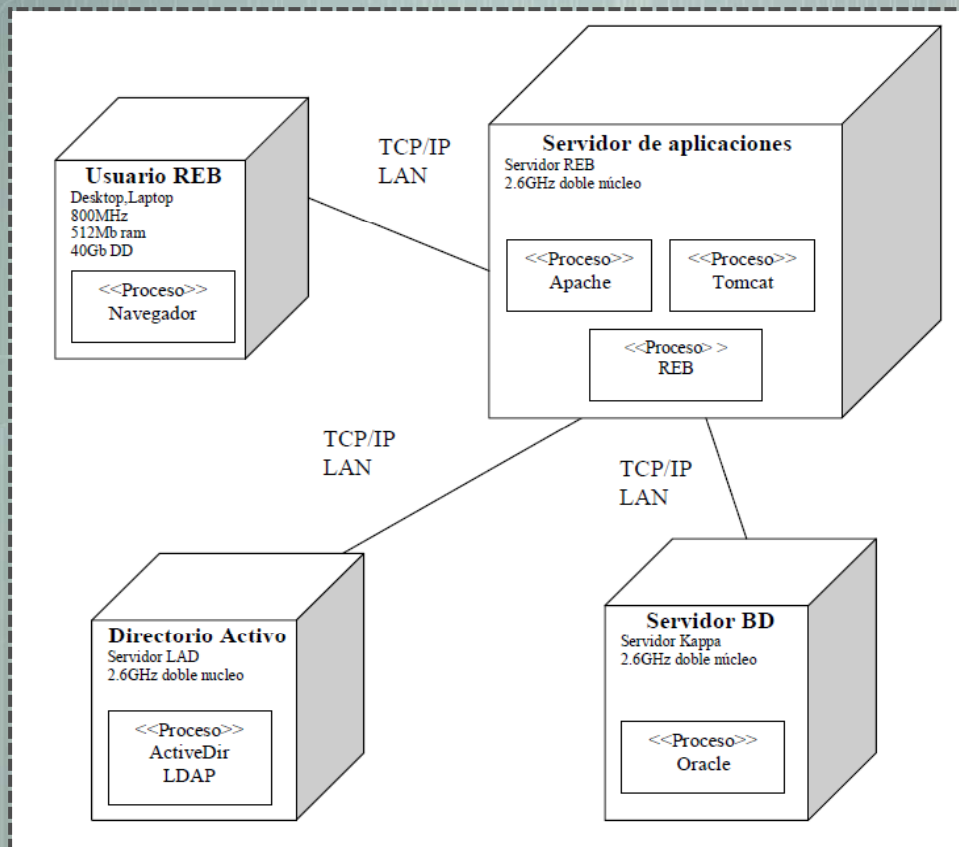 Usuario REB
Desktop,Laptop
800MHz
512Mb ram
40Gb DD
<<Proceso>>
Navegador
TCP/IP
LAN
Servidor de aplicaciones
Servidor REB
2.6GHz doble núcleo
<<Proceso>>
Apache
<<Proceso>>
Tomcat
<<Proceso> >
REB
TCP/IP
LAN
TCP/IP
LAN
Directorio Activo
Servidor LAD
2.6GHz doble nucleo
<<Proceso>>
ActiveDir
LDAP
Servidor BD
Servidor Kappa
2.6GHz doble núcleo
<<Proceso>>
Oracle